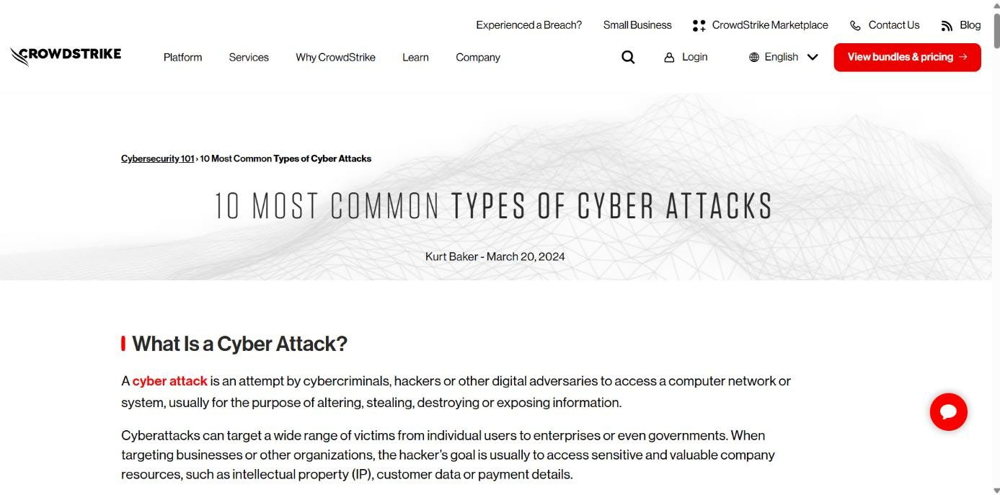 Experienced a Breach? Small Business CrowdStrike Marketplace Contact Us Blog
CROWDSTRIKE Platform Services Why CrowdStrike Learn Company Login English View bundles & pricing →
Cybersecurity 101 › 10 Most Common Types of Cyber Attacks
10 MOST COMMON TYPES OF CYBER ATTACKS
Kurt Baker - March 20, 2024
What Is a Cyber Attack?
A cyber attack is an attempt by cybercriminals, hackers or other digital adversaries to access a computer network or
system, usually for the purpose of altering, stealing, destroying or exposing information.
Cyberattacks can target a wide range of victims from individual users to enterprises or even governments. When
targeting businesses or other organizations, the hacker’s goal is usually to access sensitive and valuable company
resources, such as intellectual property (IP), customer data or payment details.